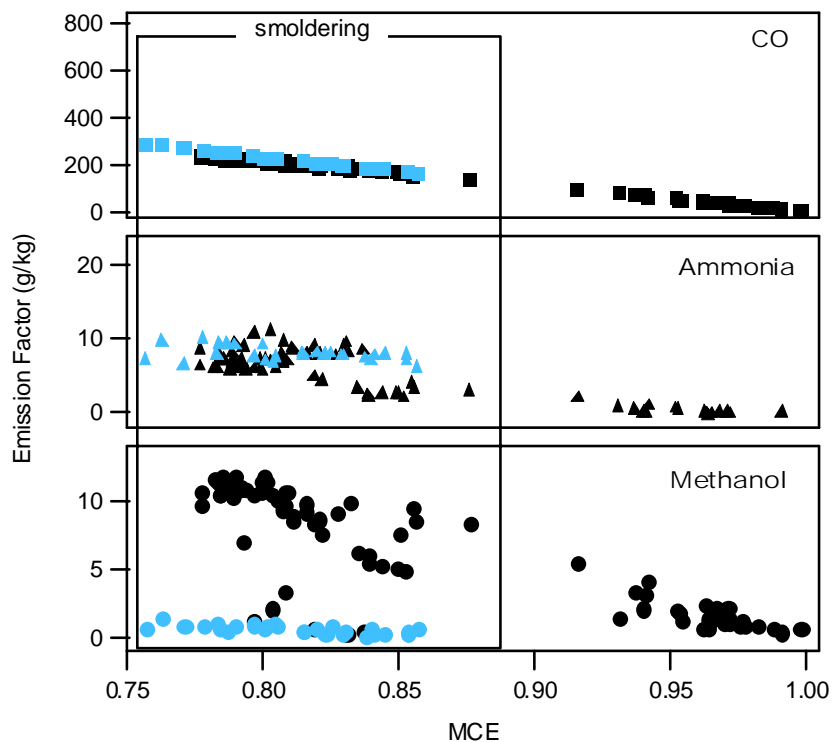 smoldering
800
CO
600
400
200
0
20
Ammonia
10
0
Emission Factor (g/kg)
Methanol
10
5
0
0.75 0.80 0.85 0.90 0.95 1.00
MCE